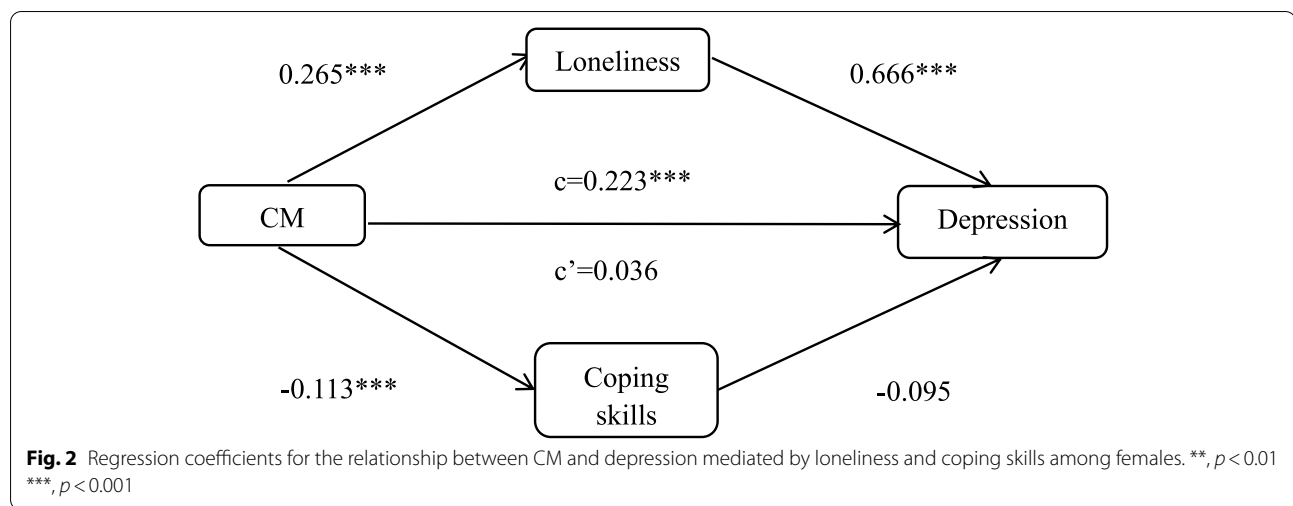 Loneliness
0.265***
0.666***
c=0.223***
CM
Depression
c’=0.036
Coping
skills
-0.113***
-0.095
Fig. 2 Regression coefficients for the relationship between CM and depression mediated by loneliness and coping skills among females. **, p < 0.01
***, p < 0.001